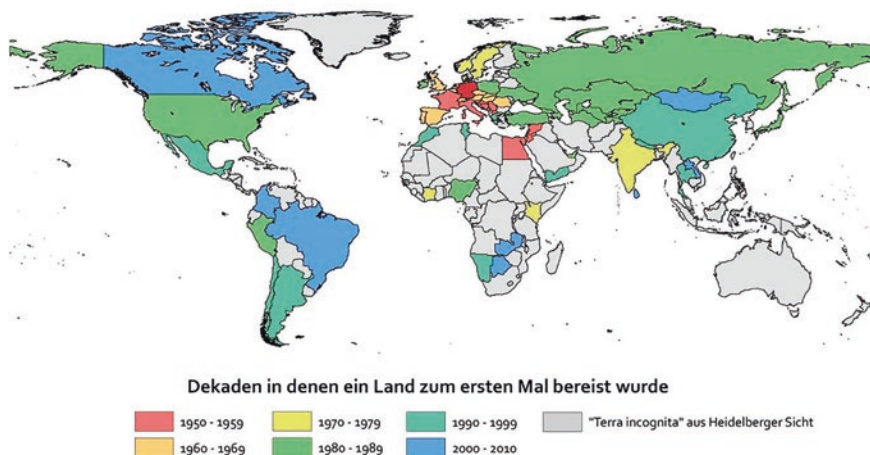 Dekaden in denen ein Land zum ersten Mal bereist wurde
1950 - 1959
1970 - 1979
1990 - 1999
"Terra incognita" aus Heidelberger Sicht
1960 - 1969
1980 - 1989
2000 - 2010